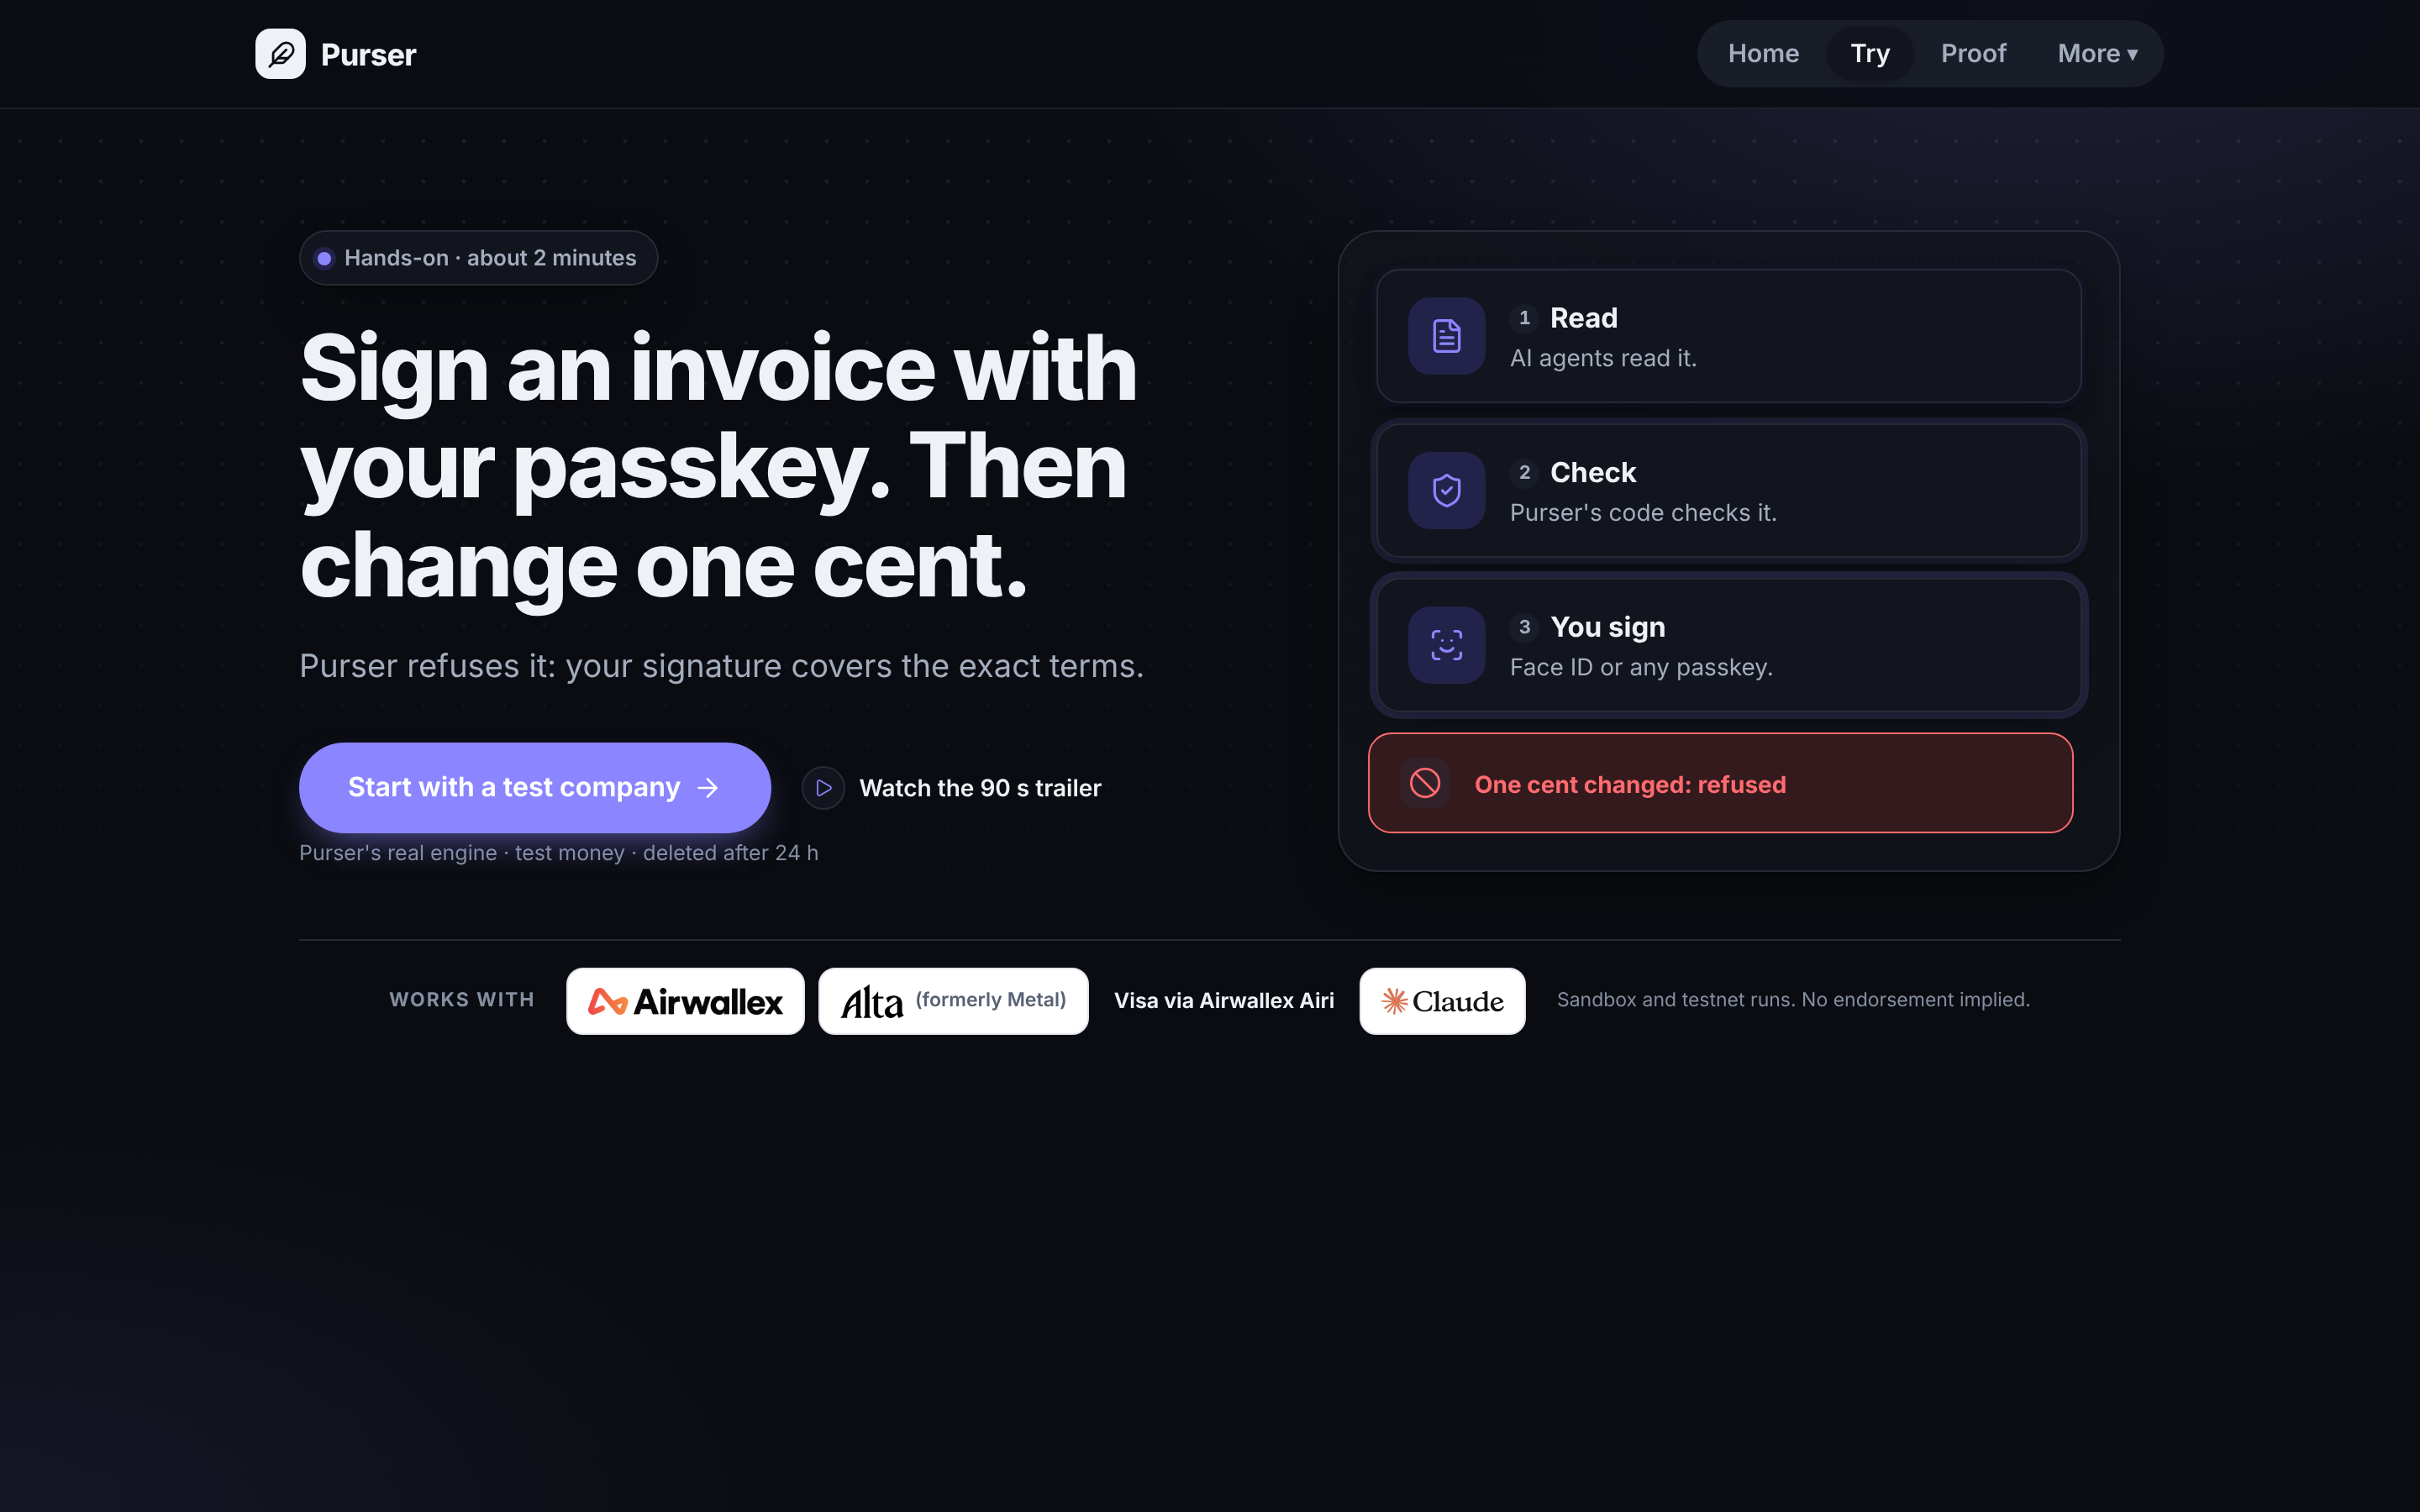 Purser
Home Try Proof More ▾
Hands-on · about 2 minutes
Sign an invoice with
your passkey. Then
change one cent.
Purser refuses it: your signature covers the exact terms.
Start with a test company →
Watch the 90 s trailer
Purser's real engine · test money · deleted after 24 h
1 Read
AI agents read it.
2 Check
Purser's code checks it.
3 You sign
Face ID or any passkey.
One cent changed: refused
WORKS WITH Airwallex Alta (formerly Metal) Visa via Airwallex Airi Claude Sandbox and testnet runs. No endorsement implied.